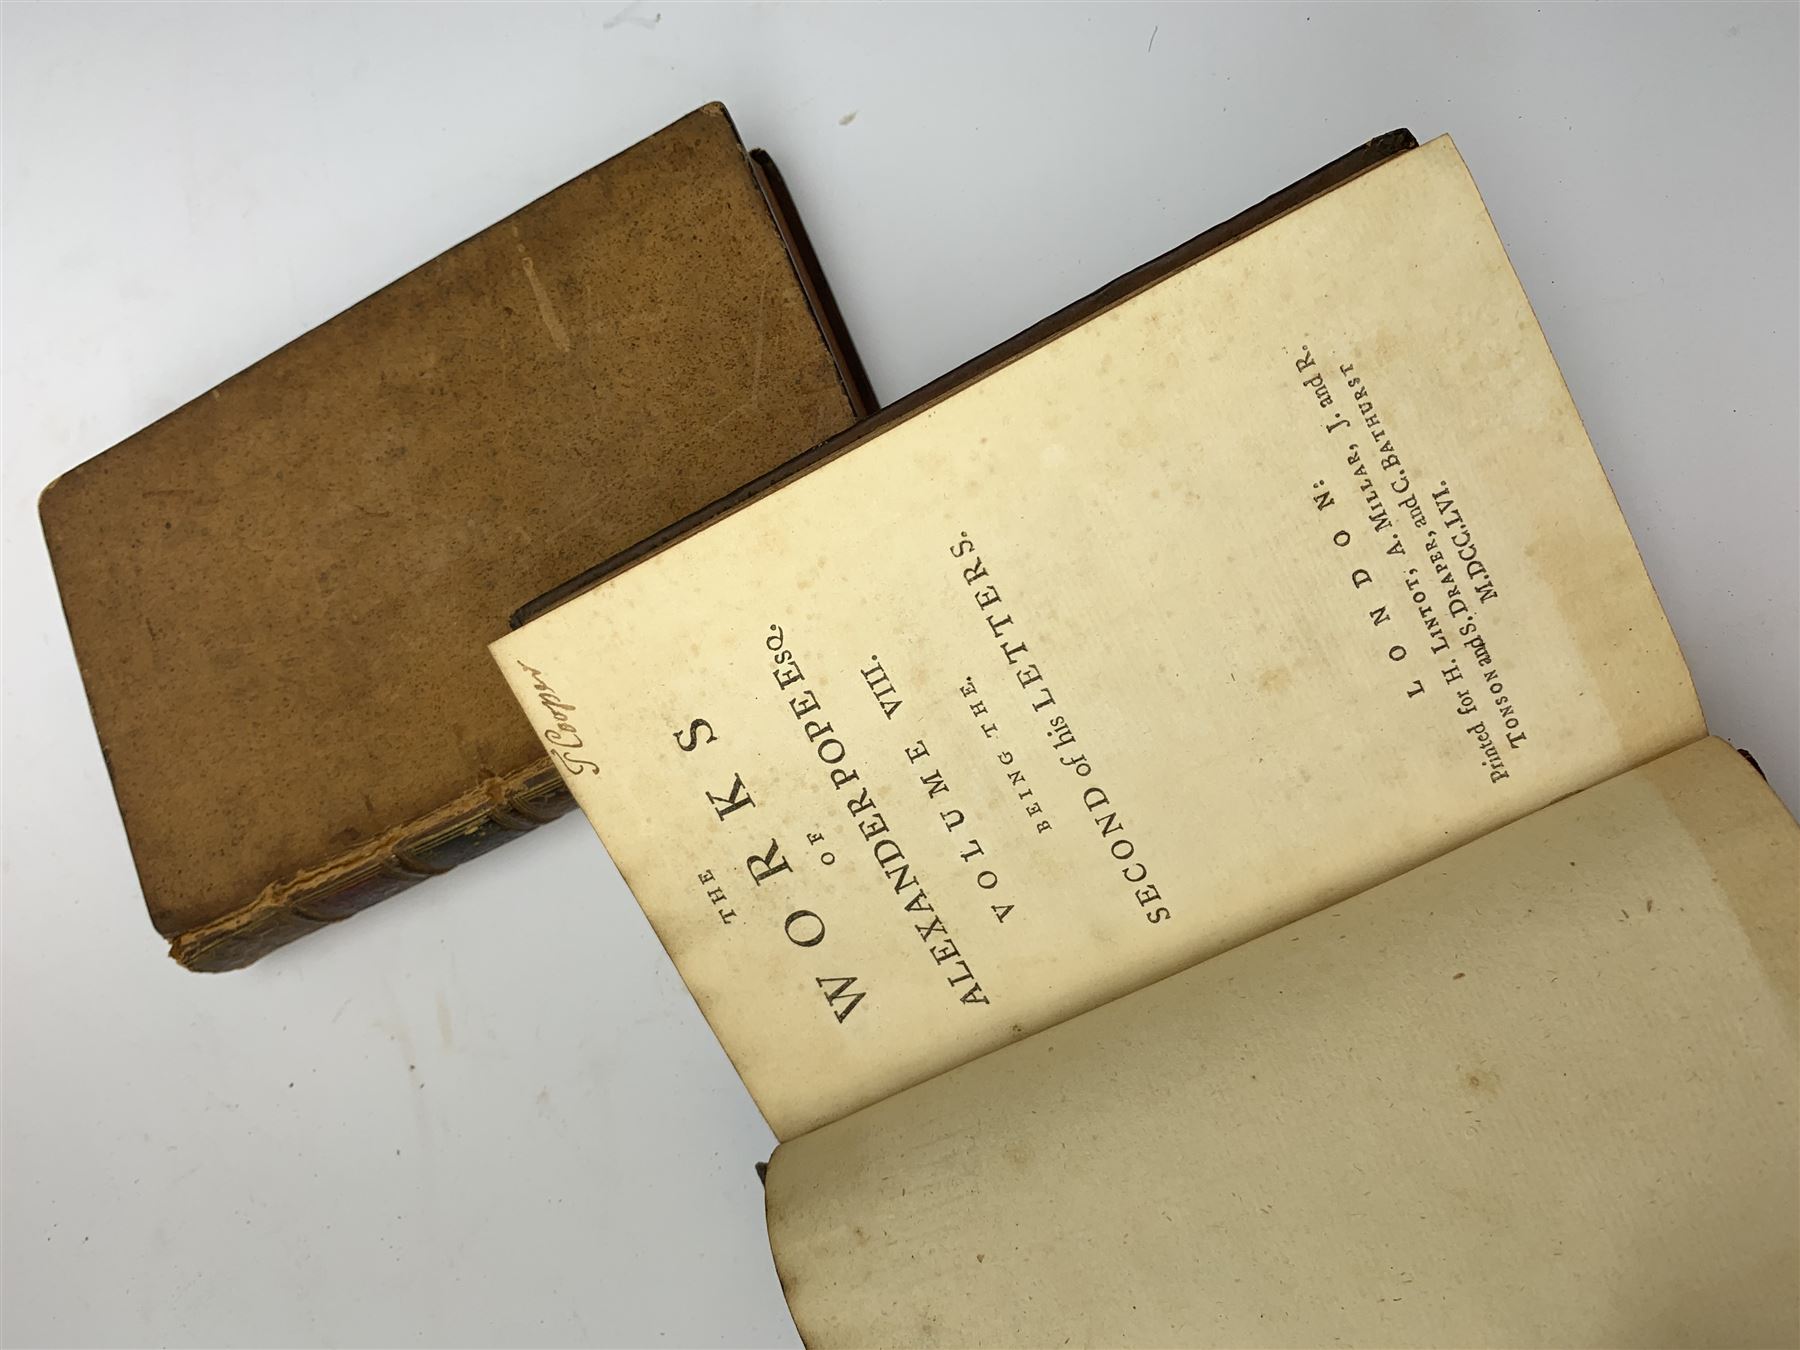 S Cooper
THE
WORKS
OF
ALEXANDER POPE Esq.
VOLUME VIII.
BEING THE.
SECOND of his LETTERS.
LONDON:
Printed for H. LINTOT, A. MILLAR, J. and R.
TONSON and S. DRAPER, and C. BATHURST
M.DCC.LVI.